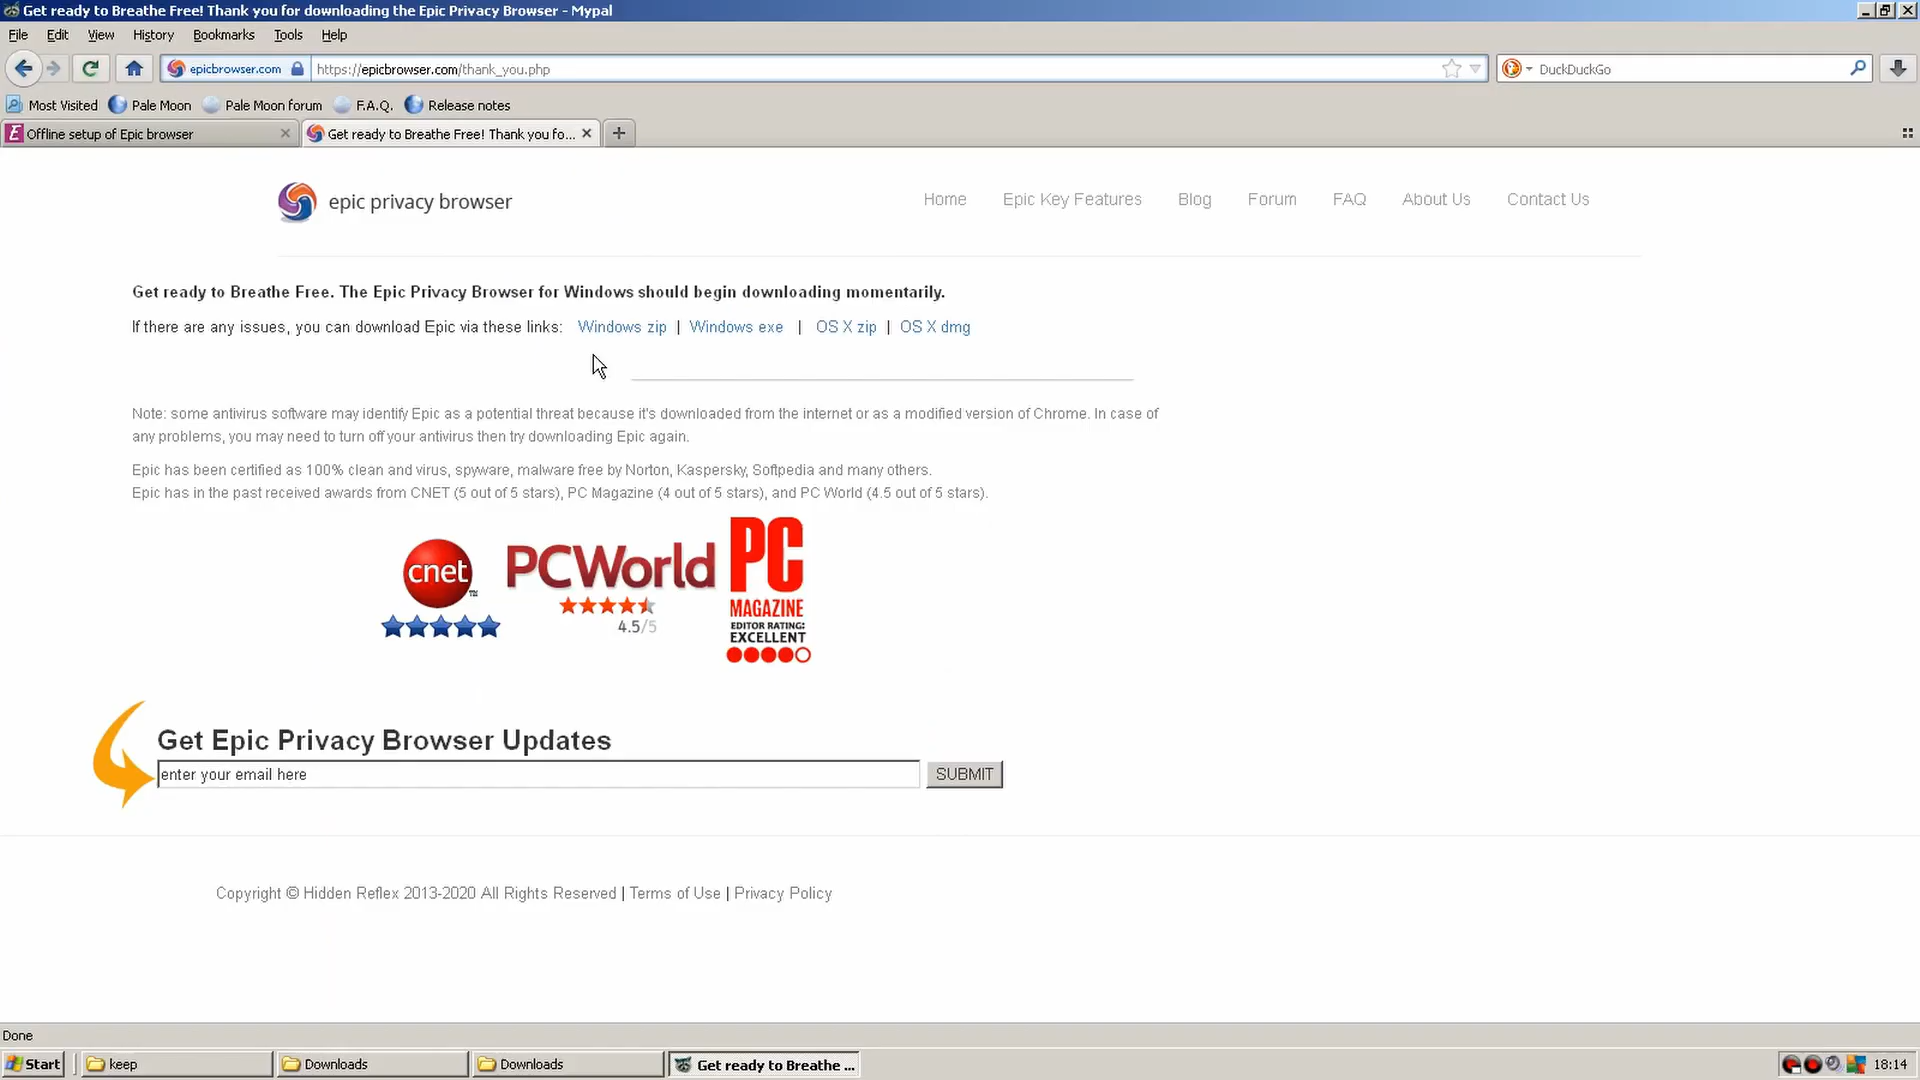 Get ready to Breathe Free! Thank you for downloading the Epic Privacy Browser - Mypal
File Edit View History Bookmarks Tools Help
epicbrowser.com https://epicbrowser.com/thank_you.php DuckDuckGo
Most Visited Pale Moon Pale Moon forum F.A.Q. Release notes
Offline setup of Epic browser Get ready to Breathe Free! Thank you fo...
epic privacy browser Home Epic Key Features Blog Forum FAQ About Us Contact Us
Get ready to Breathe Free. The Epic Privacy Browser for Windows should begin downloading momentarily.
If there are any issues, you can download Epic via these links: Windows zip | Windows exe | OS X zip | OS X dmg
Note: some antivirus software may identify Epic as a potential threat because it's downloaded from the internet or as a modified version of Chrome. In case of
any problems, you may need to turn off your antivirus then try downloading Epic again.
Epic has been certified as 100% clean and virus, spyware, malware free by Norton, Kaspersky, Softpedia and many others.
Epic has in the past received awards from CNET (5 out of 5 stars), PC Magazine (4 out of 5 stars), and PC World (4.5 out of 5 stars).
cnet TM
PCWorld
4.5/5
PC
MAGAZINE
EDITOR RATING:
EXCELLENT
Get Epic Privacy Browser Updates
enter your email here SUBMIT
Copyright © Hidden Reflex 2013-2020 All Rights Reserved | Terms of Use | Privacy Policy
Done
Start keep Downloads Downloads Get ready to Breathe ... 18:14